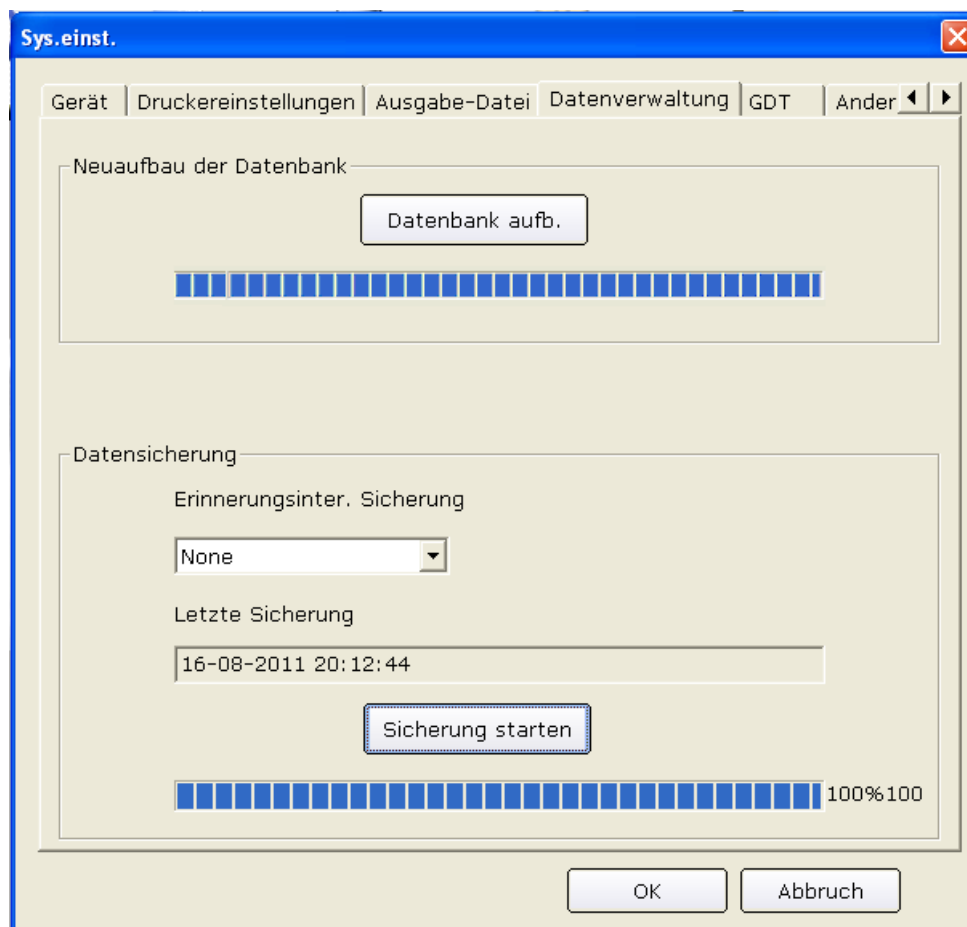 Sys.einst.
Gerät Druckereinstellungen Ausgabe-Datei Datenverwaltung GDT Ander
Neuaufbau der Datenbank
Datenbank aufb.
Datensicherung
Erinnerungsinter. Sicherung
None
Letzte Sicherung
16-08-2011 20:12:44
Sicherung starten
100%100
OK Abbruch